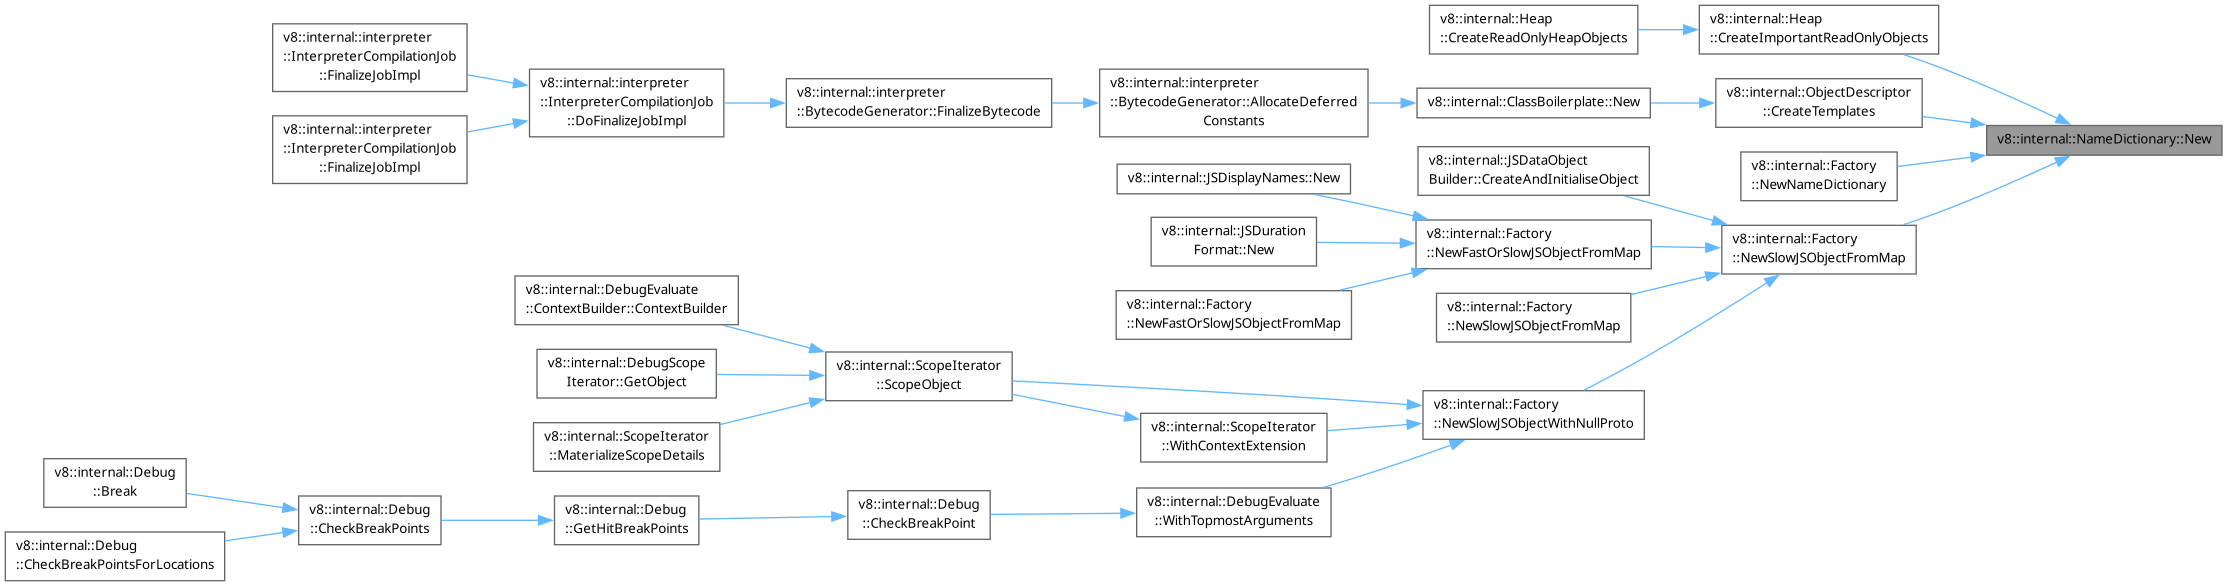 v8::internal::interpreter
::InterpreterCompilationJob
::FinalizeJobImpl
v8::internal::interpreter
::InterpreterCompilationJob
::FinalizeJobImpl
v8::internal::interpreter
::InterpreterCompilationJob
::DoFinalizeJobImpl
v8::internal::interpreter
::BytecodeGenerator::FinalizeBytecode
v8::internal::interpreter
::BytecodeGenerator::AllocateDeferred
Constants
v8::internal::Heap
::CreateReadOnlyHeapObjects
v8::internal::Heap
::CreateImportantReadOnlyObjects
v8::internal::ClassBoilerplate::New
v8::internal::ObjectDescriptor
::CreateTemplates
v8::internal::NameDictionary::New
v8::internal::Factory
::NewNameDictionary
v8::internal::JSDataObject
Builder::CreateAndInitialiseObject
v8::internal::JSDisplayNames::New
v8::internal::JSDuration
Format::New
v8::internal::Factory
::NewFastOrSlowJSObjectFromMap
v8::internal::Factory
::NewSlowJSObjectFromMap
v8::internal::Factory
::NewFastOrSlowJSObjectFromMap
v8::internal::Factory
::NewSlowJSObjectFromMap
v8::internal::DebugEvaluate
::ContextBuilder::ContextBuilder
v8::internal::DebugScope
Iterator::GetObject
v8::internal::ScopeIterator
::ScopeObject
v8::internal::ScopeIterator
::MaterializeScopeDetails
v8::internal::ScopeIterator
::WithContextExtension
v8::internal::Factory
::NewSlowJSObjectWithNullProto
v8::internal::Debug
::Break
v8::internal::Debug
::CheckBreakPointsForLocations
v8::internal::Debug
::CheckBreakPoints
v8::internal::Debug
::GetHitBreakPoints
v8::internal::Debug
::CheckBreakPoint
v8::internal::DebugEvaluate
::WithTopmostArguments